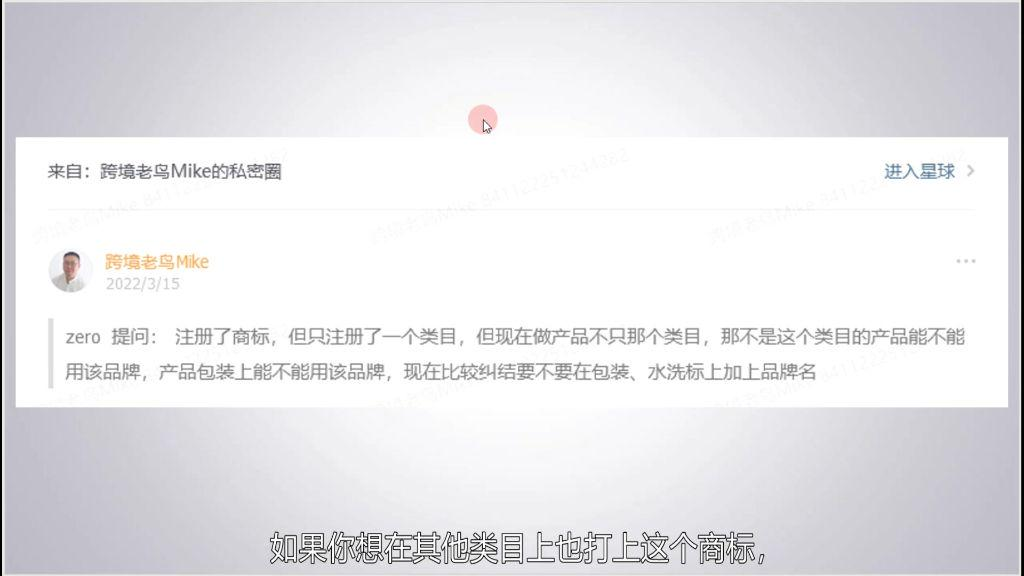 来自：跨境老鸟Mike的私密圈
进入星球
跨境老鸟Mike
2022/3/15
zero 提问： 注册了商标，但只注册了一个类目，但现在做产品不只那个类目，那不是这个类目的产品能不能
用该品牌，产品包装上能不能用该品牌，现在比较纠结要不要在包装、水洗标上加上品牌名
如果你想在其他类目上也打上这个商标，